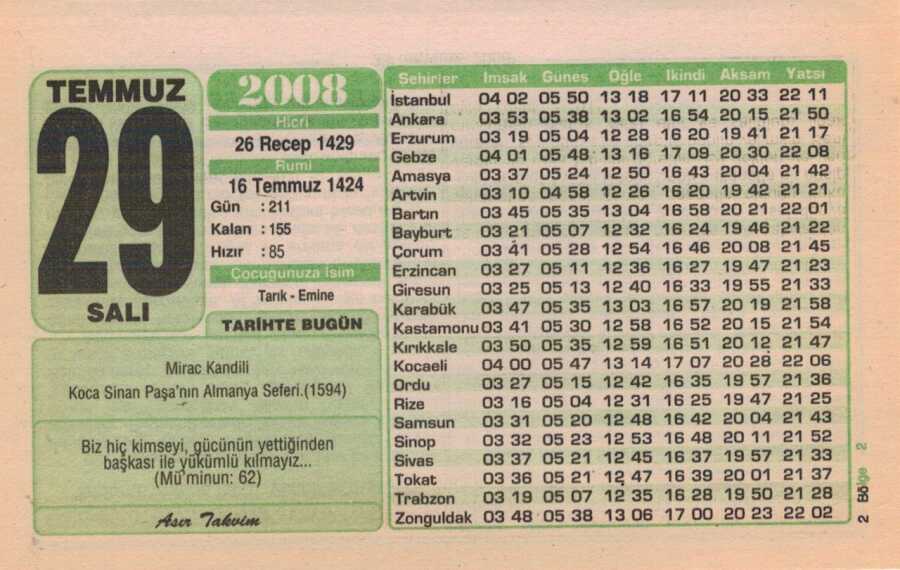 TEMMUZ
29
SALI
2008
Hicri
26 Recep 1429
Rumi
16 Temmuz 1424
Gün : 211
Kalan : 155
Hızır : 85
Çocuğunuza İsim
Tarık - Emine
TARİHTE BUGÜN
Mirac Kandili
Koca Sinan Paşa'nın Almanya Seferi.(1594)
Biz hiç kimseyi, gücünün yettiğinden
başkası ile yükümlü kılmayız...
(Mü'minun: 62)
Asır Takvim
Şehirler İmsak Güneş Öğle İkindi Akşam Yatsı
İstanbul 04 02 05 50 13 18 17 11 20 33 22 11
Ankara 03 53 05 38 13 02 16 54 20 15 21 50
Erzurum 03 19 05 04 12 28 16 20 19 41 21 17
Gebze 04 01 05 48 13 16 17 09 20 30 22 08
Amasya 03 37 05 24 12 50 16 43 20 04 21 42
Artvin 03 10 04 58 12 26 16 20 19 42 21 21
Bartın 03 45 05 35 13 04 16 58 20 21 22 01
Bayburt 03 21 05 07 12 32 16 24 19 46 21 22
Çorum 03 41 05 28 12 54 16 46 20 08 21 45
Erzincan 03 27 05 11 12 36 16 27 19 47 21 23
Giresun 03 25 05 13 12 40 16 33 19 55 21 33
Karabük 03 47 05 35 13 03 16 57 20 19 21 58
Kastamonu 03 41 05 30 12 58 16 52 20 15 21 54
Kırıkkale 03 50 05 35 12 59 16 51 20 12 21 47
Kocaeli 04 00 05 47 13 14 17 07 20 28 22 06
Ordu 03 27 05 15 12 42 16 35 19 57 21 36
Rize 03 16 05 04 12 31 16 25 19 47 21 25
Samsun 03 31 05 20 12 48 16 42 20 04 21 43
Sinop 03 32 05 23 12 53 16 48 20 11 21 52
Sivas 03 37 05 21 12 45 16 37 19 57 21 33
Tokat 03 36 05 21 12 47 16 39 20 01 21 37
Trabzon 03 19 05 07 12 35 16 28 19 50 21 28
Zonguldak 03 48 05 38 13 06 17 00 20 23 22 02
2 Bölge 2